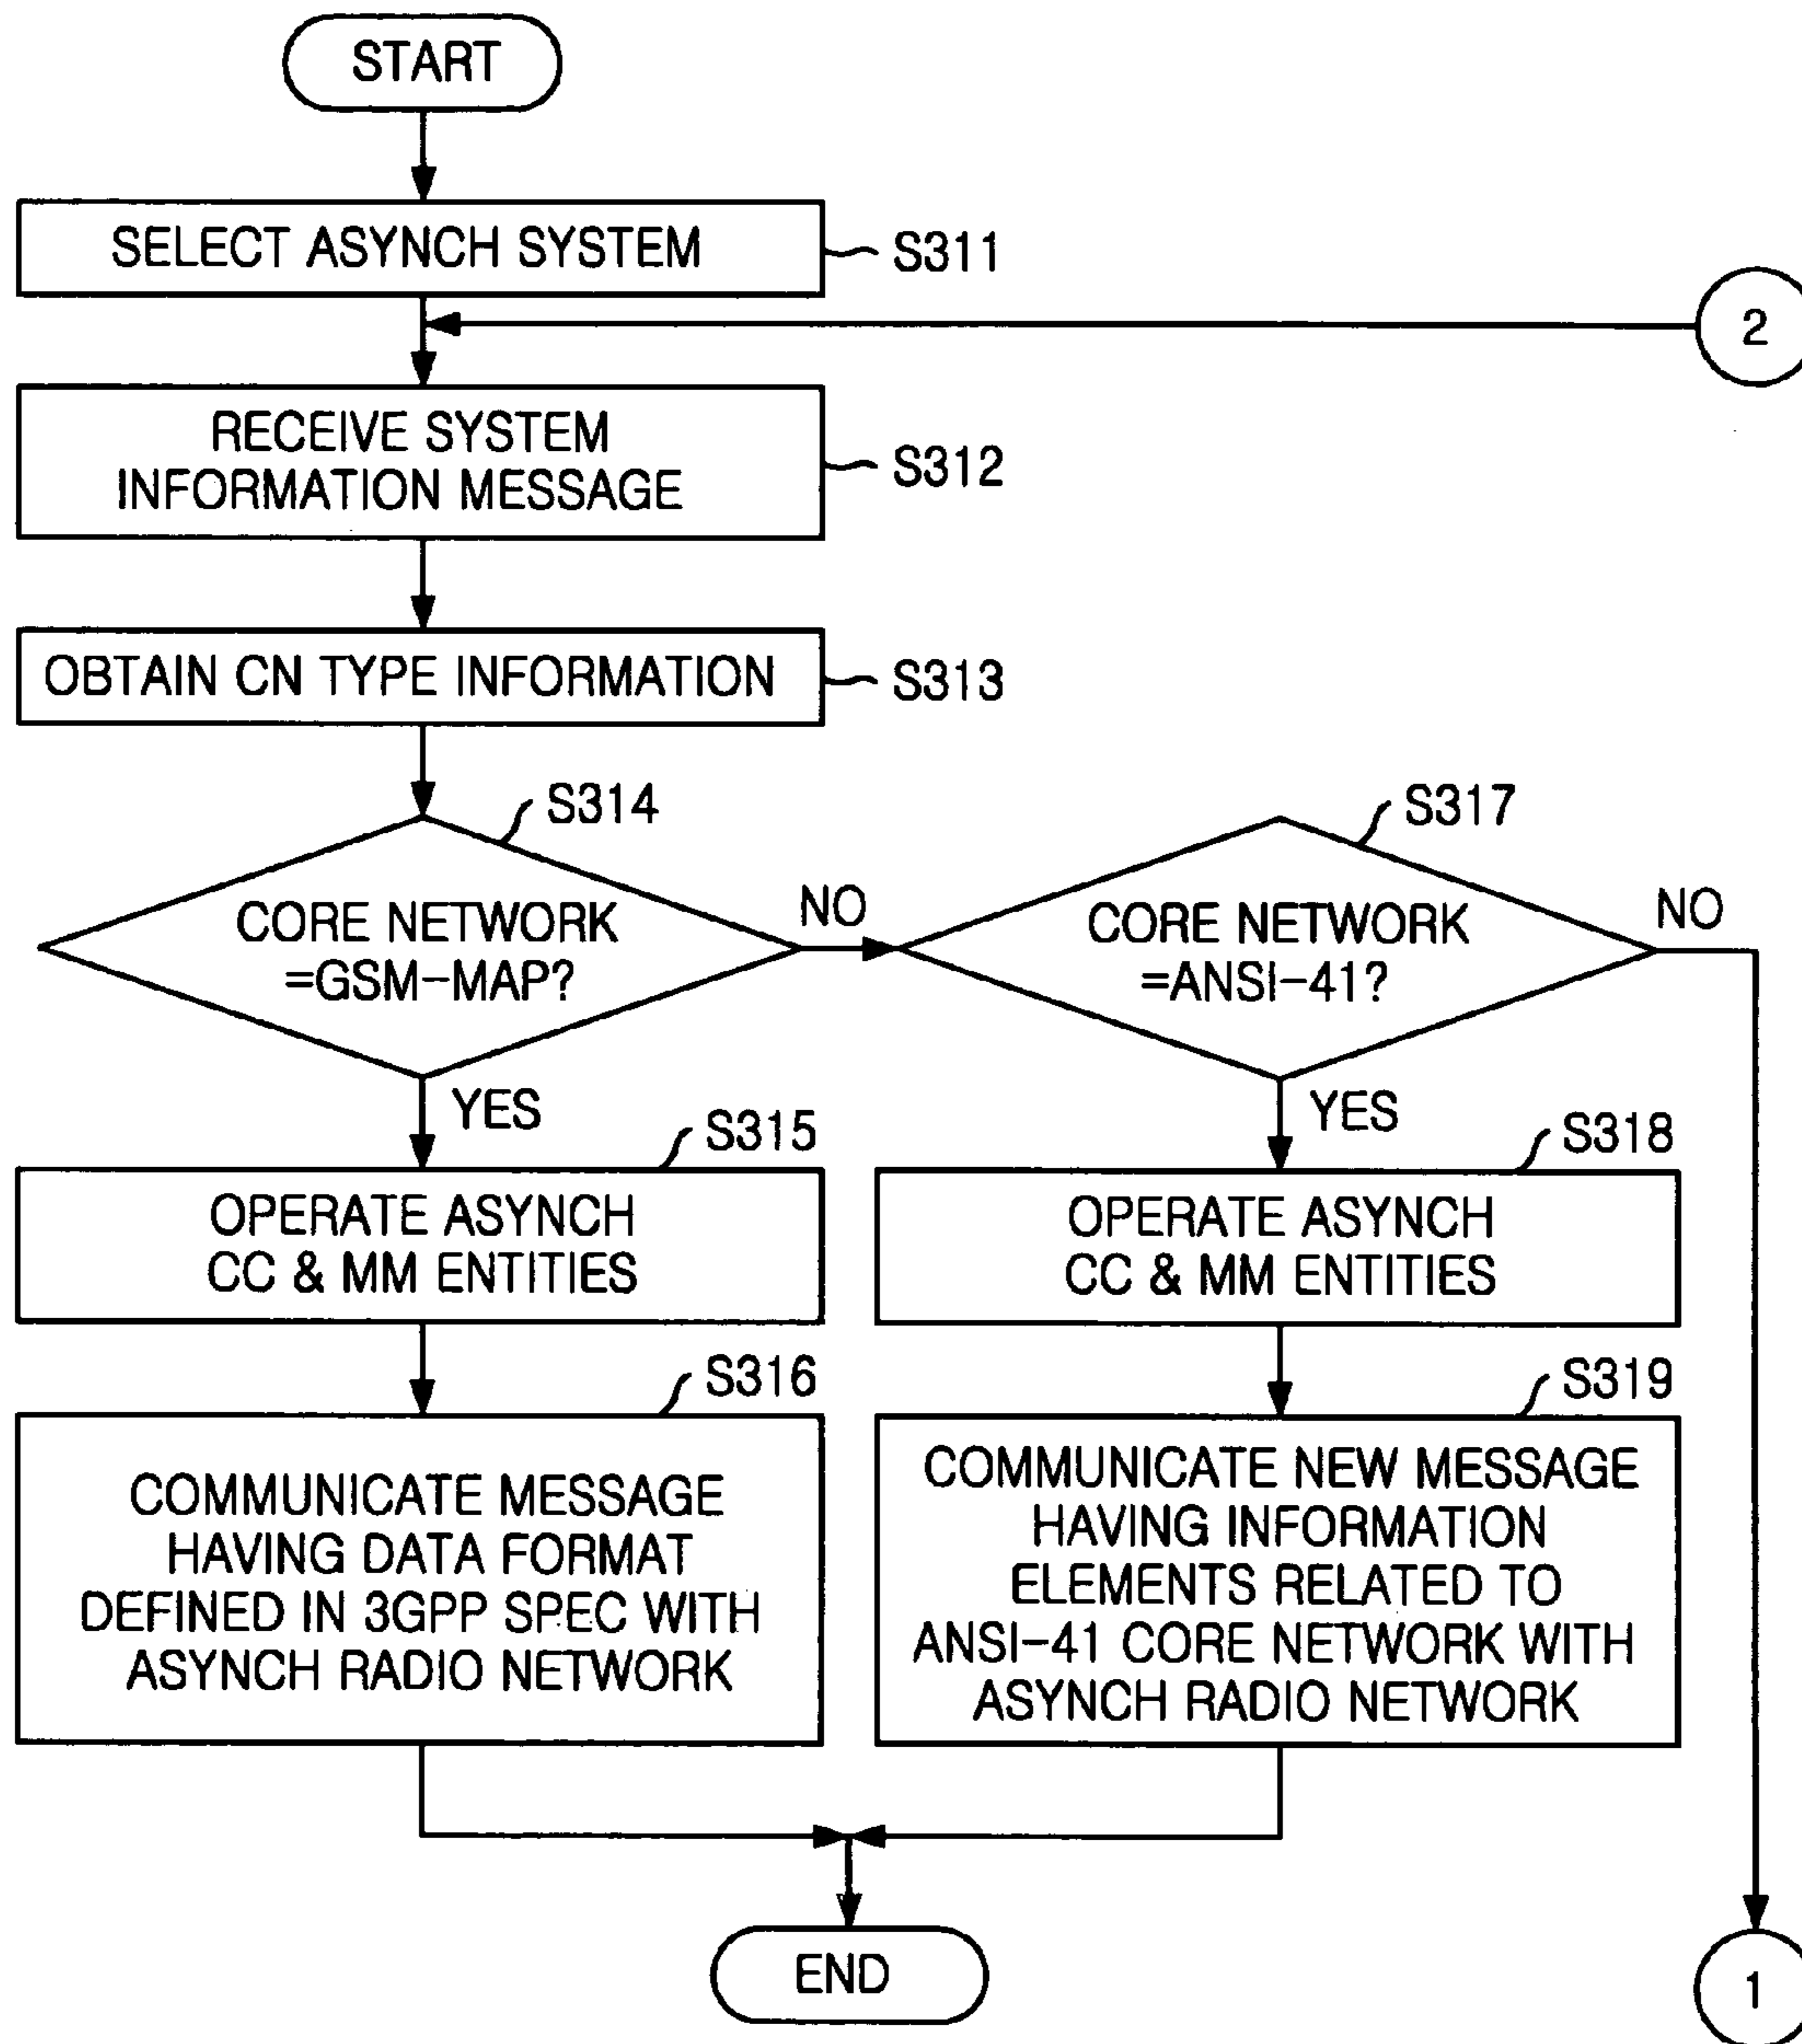 START
SELECT ASYNCH SYSTEM
S311
2
RECEIVE SYSTEM
INFORMATION MESSAGE
S312
OBTAIN CN TYPE INFORMATION
S313
S314
CORE NETWORK
=GSM-MAP?
NO
S317
CORE NETWORK
=ANSI-41?
NO
YES
S315
OPERATE ASYNCH
CC & MM ENTITIES
YES
S318
OPERATE ASYNCH
CC & MM ENTITIES
S316
COMMUNICATE MESSAGE
HAVING DATA FORMAT
DEFINED IN 3GPP SPEC WITH
ASYNCH RADIO NETWORK
S319
COMMUNICATE NEW MESSAGE
HAVING INFORMATION
ELEMENTS RELATED TO
ANSI-41 CORE NETWORK WITH
ASYNCH RADIO NETWORK
END
1